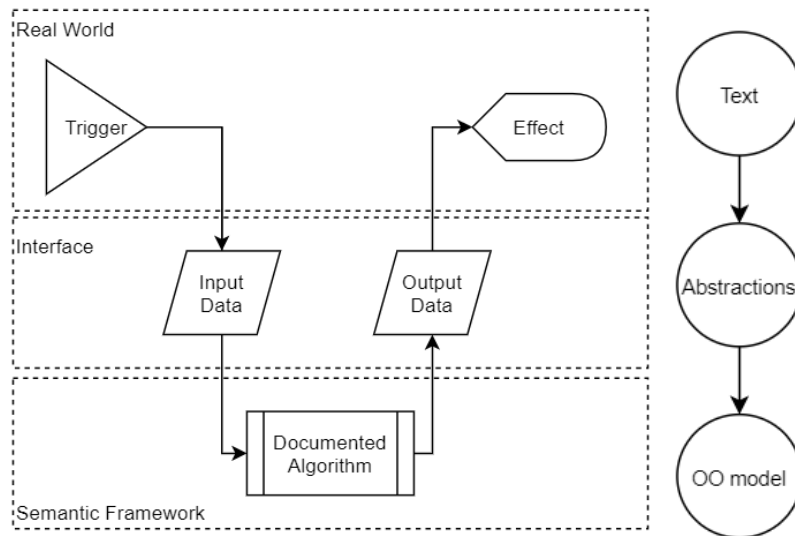 Real World
Trigger
Effect
Text
Interface
Input
Data
Output
Data
Abstractions
Documented
Algorithm
OO model
Semantic Framework